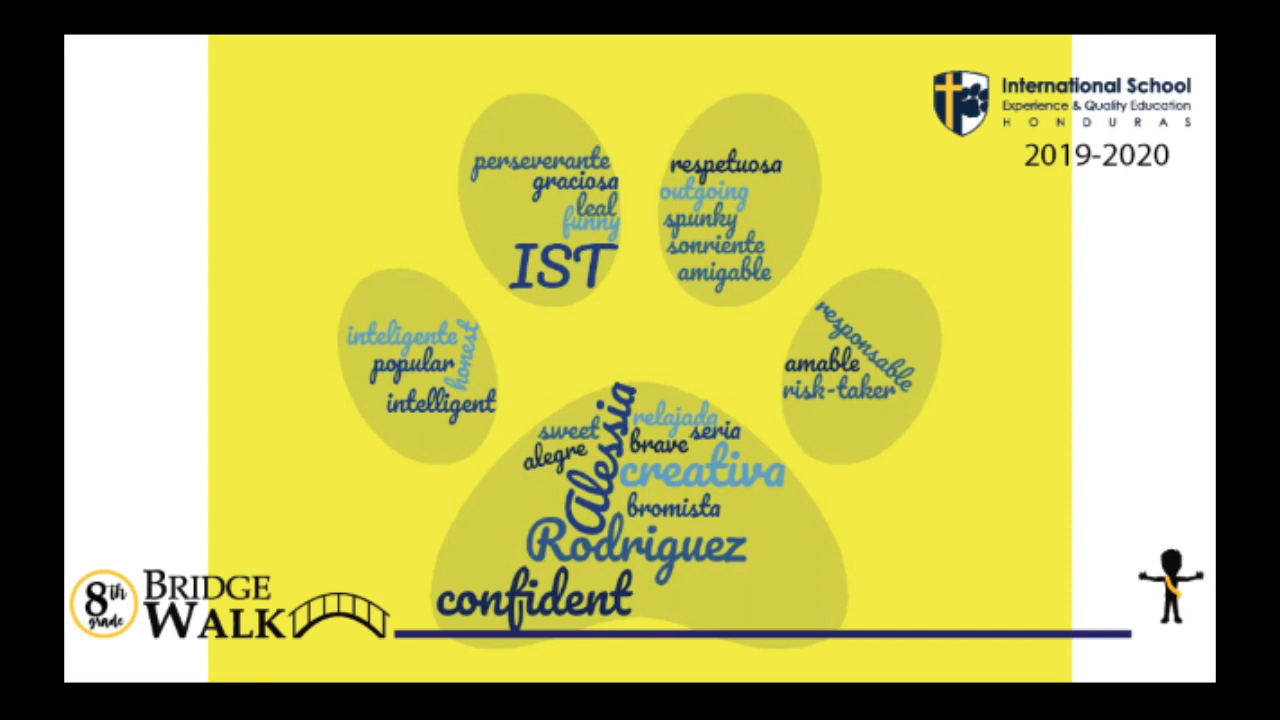 International School
Experience & Quality Education
HONDURAS
2019-2020
perseverante
graciosa
leal
funny
IST
respetuosa
outgoing
spunky
sonriente
amigable
inteligente
honest
popular
intelligent
responsable
amable
risk-taker
Alessia
relajada
sweet
seria
brave
alegre
creativa
bromista
Rodriguez
confident
8th
grade
BRIDGE
WALK